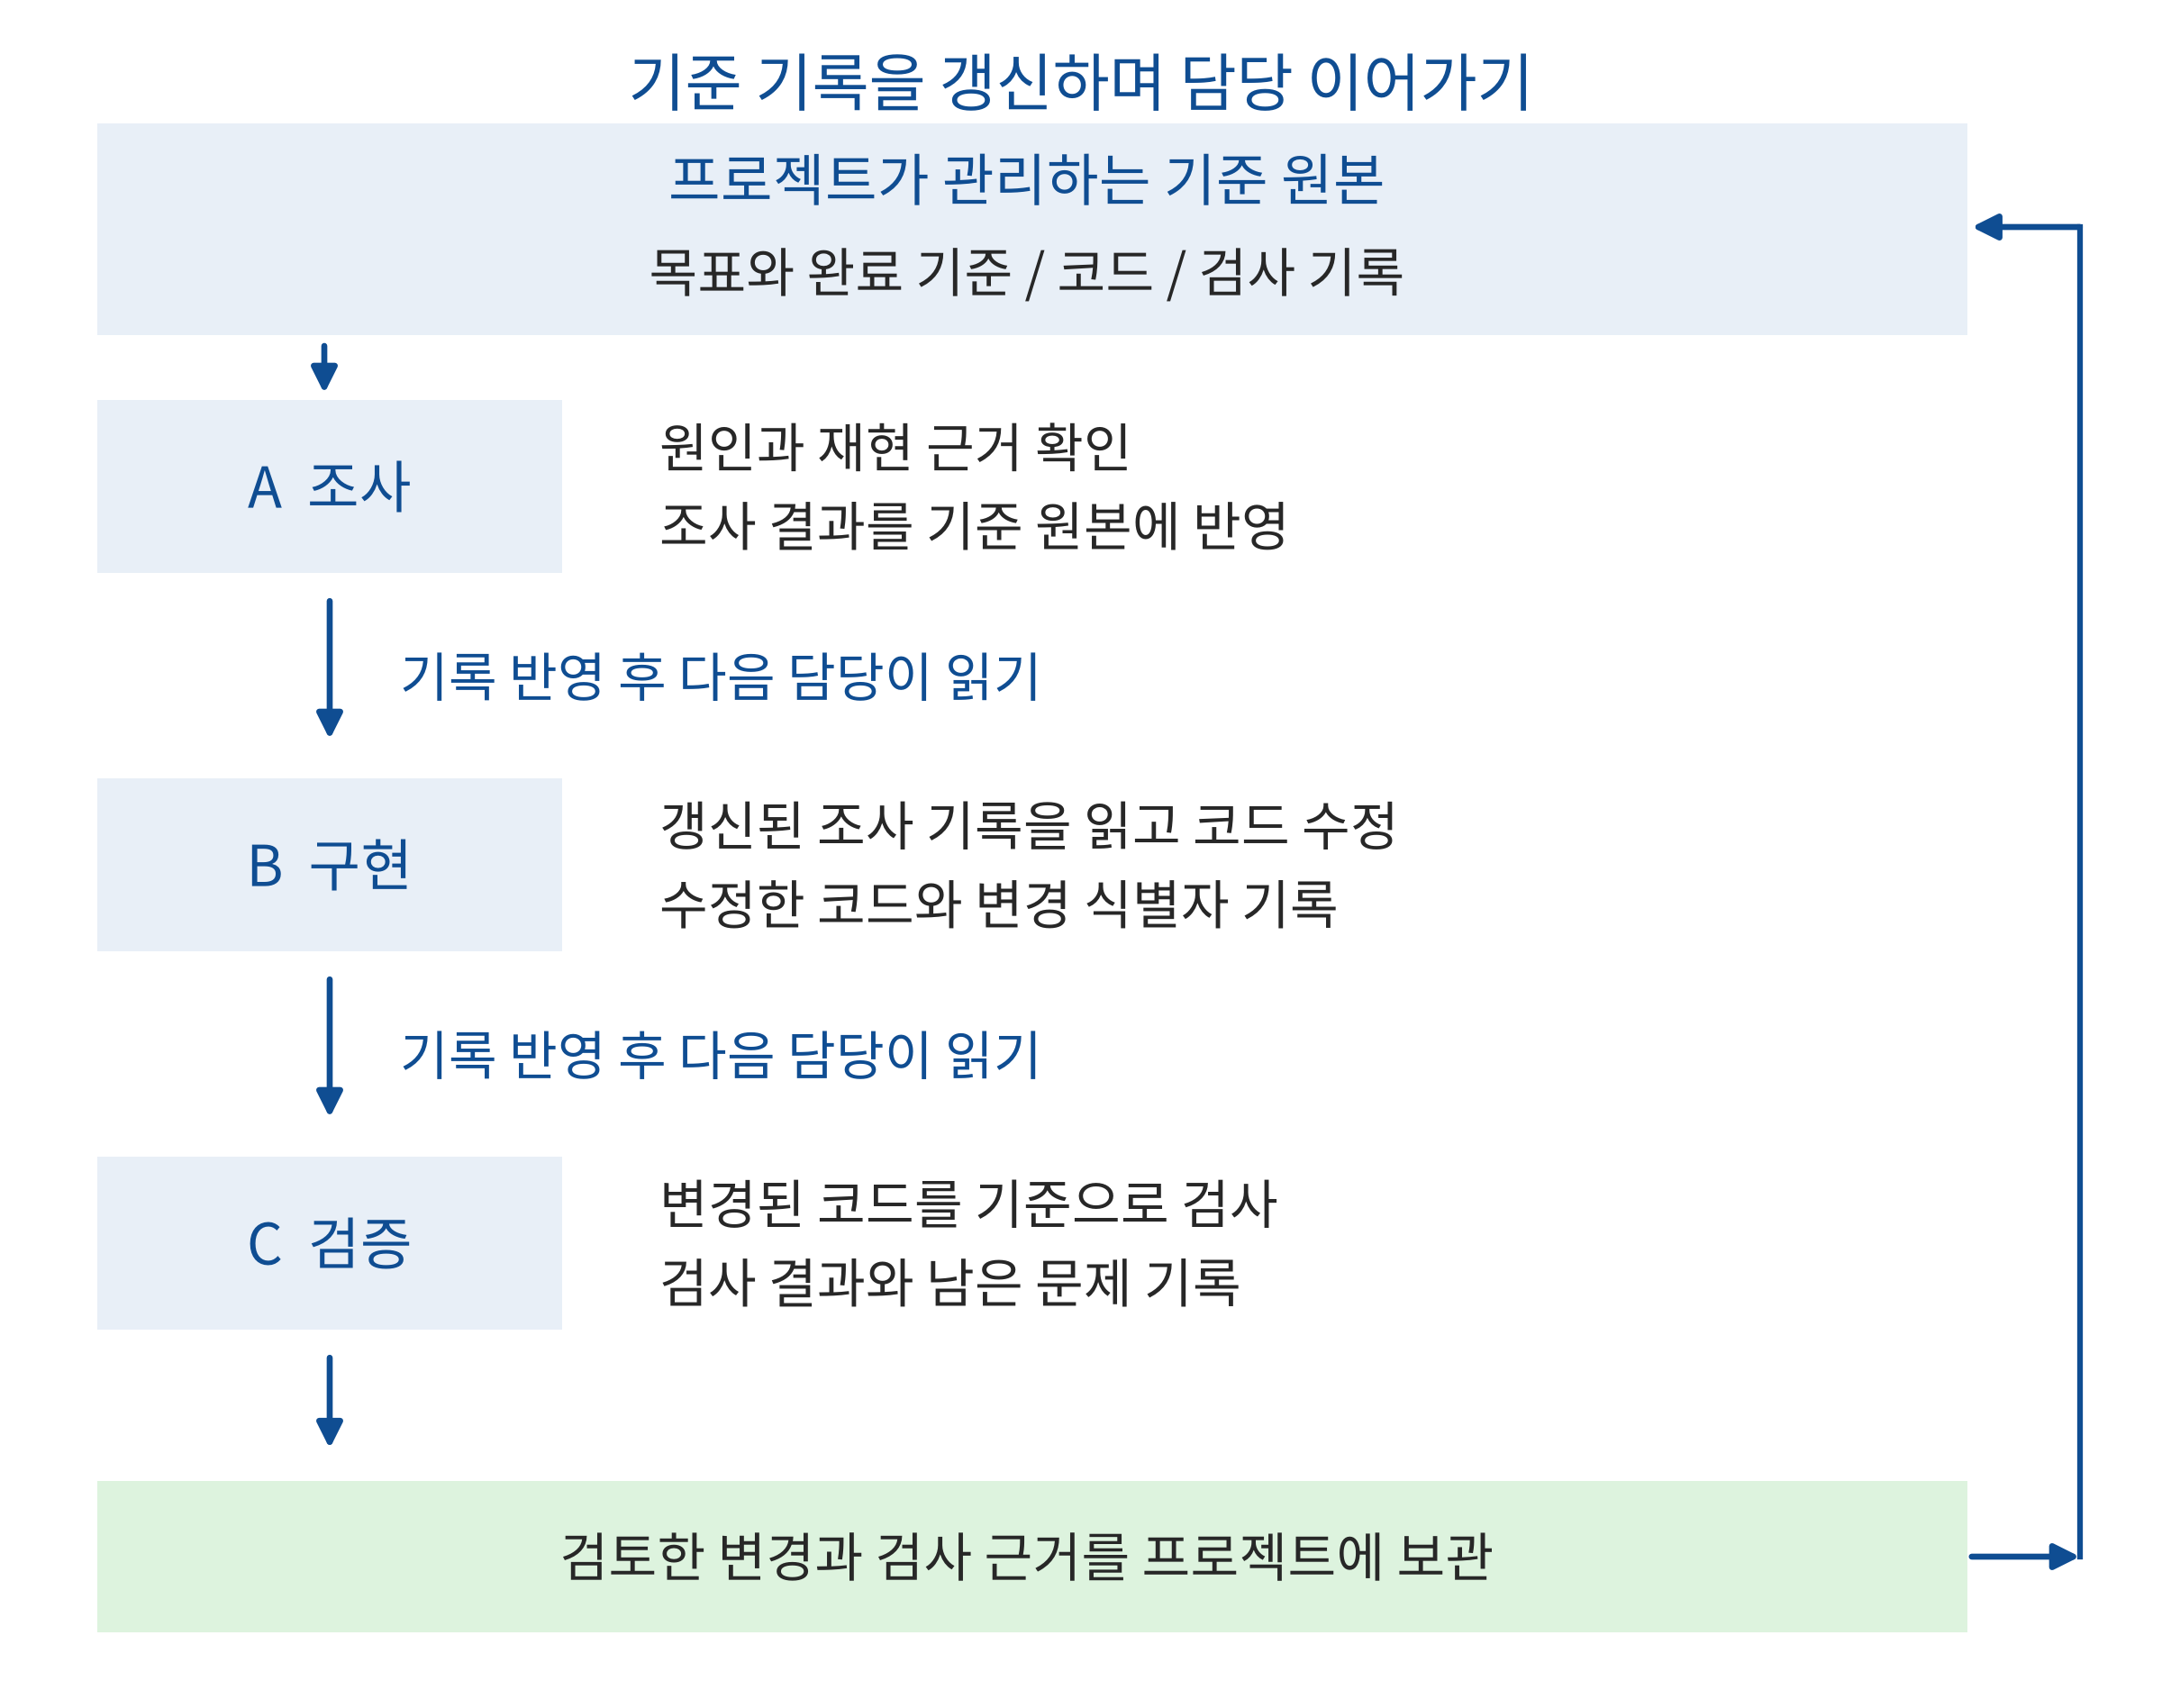 기준 기록을 갱신하며 담당 이어가기
프로젝트가 관리하는 기준 원본
목표와 완료 기준 / 코드 / 검사 기록
A 조사
원인과 재현 근거 확인
조사 결과를 기준 원본에 반영
기록 반영 후 다음 담당이 읽기
B 구현
갱신된 조사 기록을 읽고 코드 수정
수정한 코드와 변경 내역까지 기록
기록 반영 후 다음 담당이 읽기
C 검증
변경된 코드를 기준으로 검사
검사 결과와 남은 문제 기록
검토한 변경과 검사 근거를 프로젝트에 보관